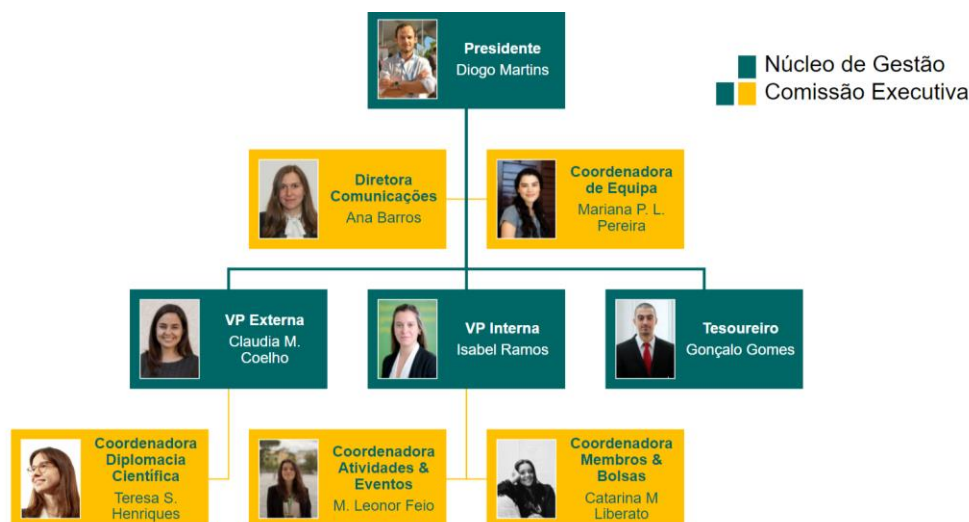 Presidente
Diogo Martins
Núcleo de Gestão
Comissão Executiva
Diretora
Comunicações
Ana Barros
Coordenadora
de Equipa
Mariana P. L.
Pereira
VP Externa
Claudia M.
Coelho
VP Interna
Isabel Ramos
Tesoureiro
Gonçalo Gomes
Coordenadora
Diplomacia
Científica
Teresa S.
Henriques
Coordenadora
Atividades &
Eventos
M. Leonor Feio
Coordenadora
Membros &
Bolsas
Catarina M
Liberato